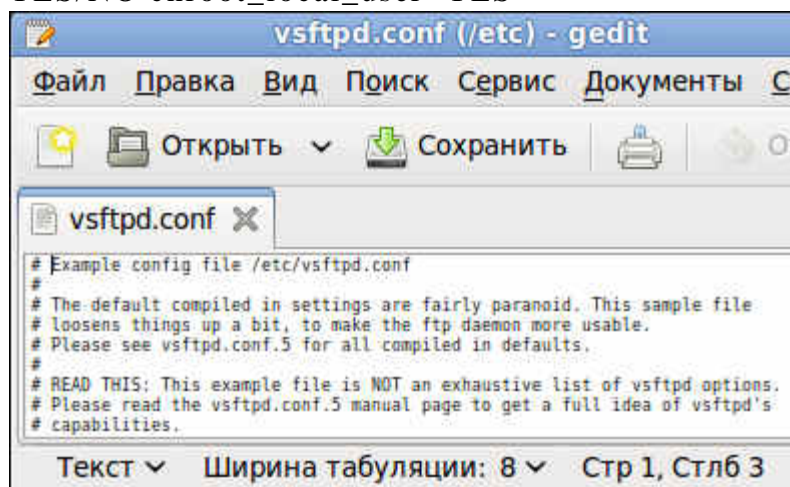 YES/NO chroot_local_user=YES
vsftpd.conf (/etc) - gedit
Файл Правка Вид Поиск Сервис Документы С
Открыть Сохранить О
vsftpd.conf
# Example config file /etc/vsftpd.conf
#
# The default compiled in settings are fairly paranoid. This sample file
# loosens things up a bit, to make the ftp daemon more usable.
# Please see vsftpd.conf.5 for all compiled in defaults.
#
# READ THIS: This example file is NOT an exhaustive list of vsftpd options.
# Please read the vsftpd.conf.5 manual page to get a full idea of vsftpd's
# capabilities.
Текст Ширина табуляции: 8 Стр 1, Стлб 3